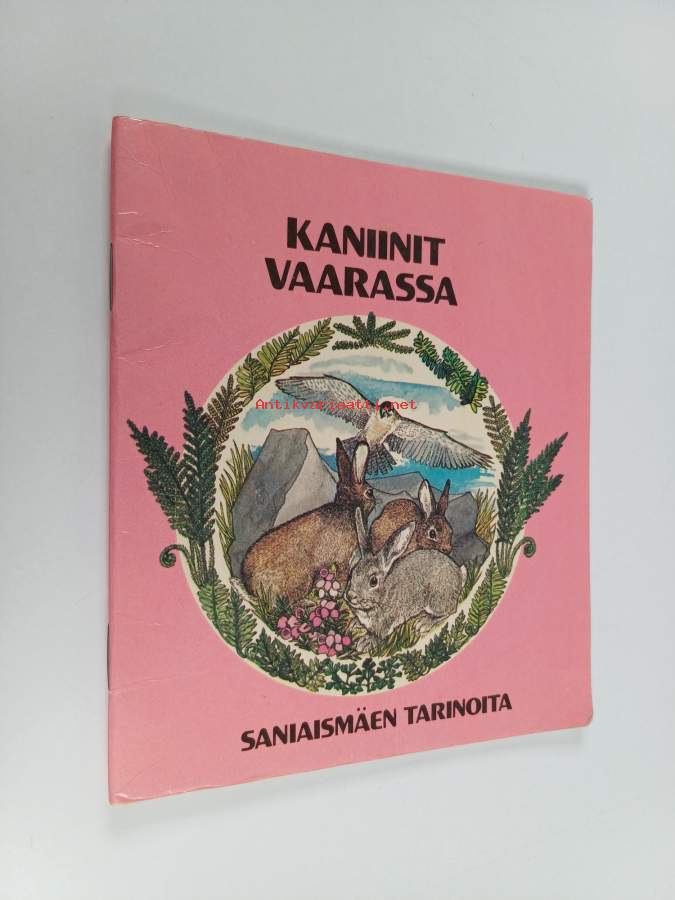 KANIINIT
VAARASSA
Antikvariaatti.net
SANIAISMÄEN TARINOITA